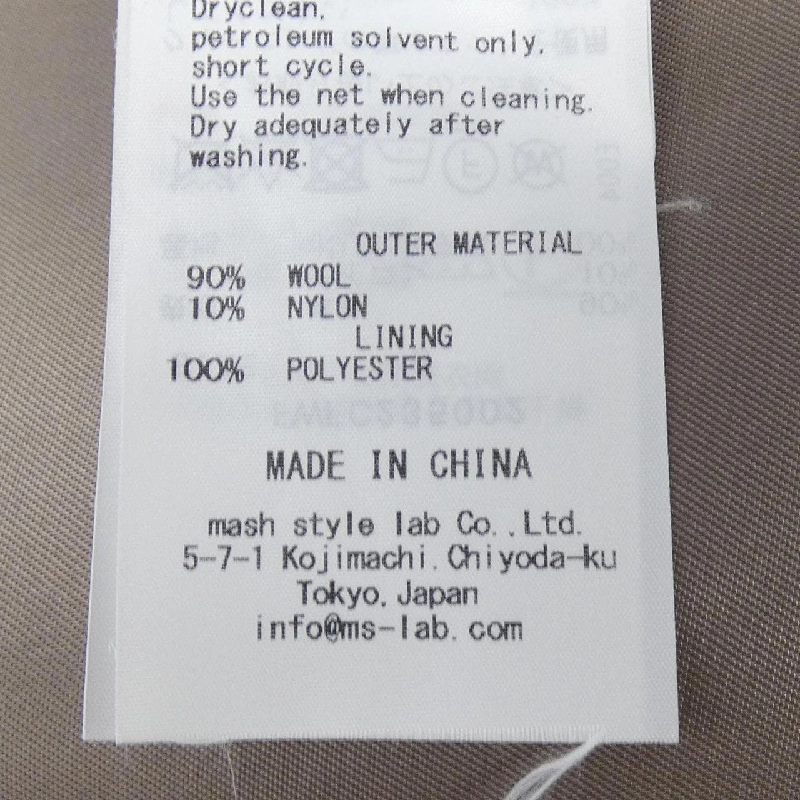 Dryclean,
petroleum solvent only,
short cycle.
Use the net when cleaning.
Dry adequately after
washing.
OUTER MATERIAL
90% WOOL
10% NYLON
LINING
100% POLYESTER
MADE IN CHINA
mash style lab Co.,Ltd.
5-7-1 Kojimachi,Chiyoda-ku
Tokyo,Japan
info@ms-lab.com